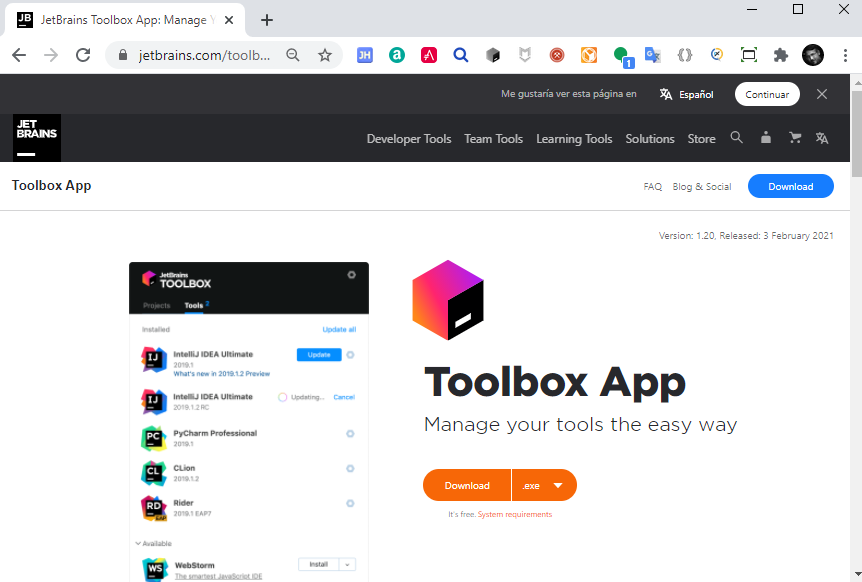 JB JetBrains Toolbox App: Manage Y
jetbrains.com/toolb...
JH
a
1
Me gustaría ver esta página en
Español
Continuar
JET
BRAINS
Developer Tools Team Tools Learning Tools Solutions Store
Toolbox App
FAQ Blog & Social Download
Version: 1.20, Released: 3 February 2021
JetBrains
TOOLBOX
Projects Tools 2
Installed Update all
IJ IntelliJ IDEA Ultimate Update
2019.1
What's new in 2019.1.2 Preview
IJ IntelliJ IDEA Ultimate Updating... Cancel
2019.1.2 RC
PC PyCharm Professional
2019.1
CL CLion
2019.1.2
RD Rider
EAP 2019.1 EAP7
Available
WS WebStorm Install
The smartest JavaScript IDE
Toolbox App
Manage your tools the easy way
Download .exe
It's free. System requirements